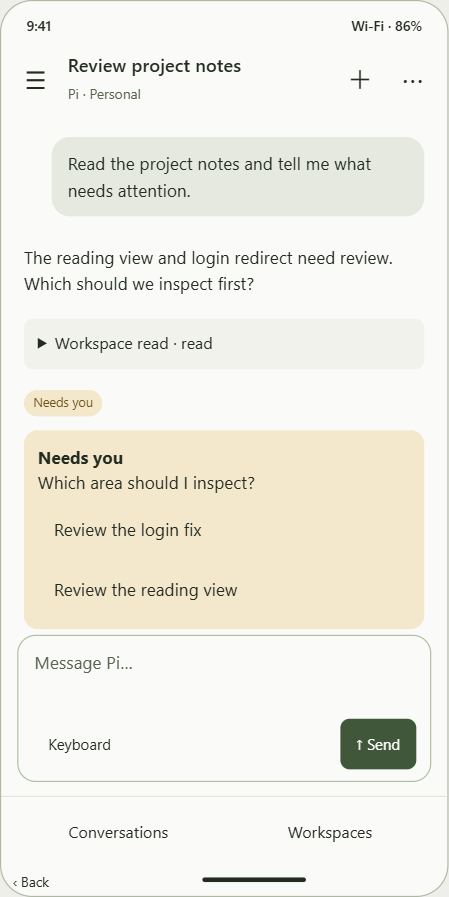 9:41
Wi-Fi · 86%
Review project notes
Pi · Personal
Read the project notes and tell me what
needs attention.
The reading view and login redirect need review.
Which should we inspect first?
▶ Workspace read · read
Needs you
Needs you
Which area should I inspect?
Review the login fix
Review the reading view
Message Pi...
Keyboard
↑ Send
Conversations
Workspaces
‹ Back